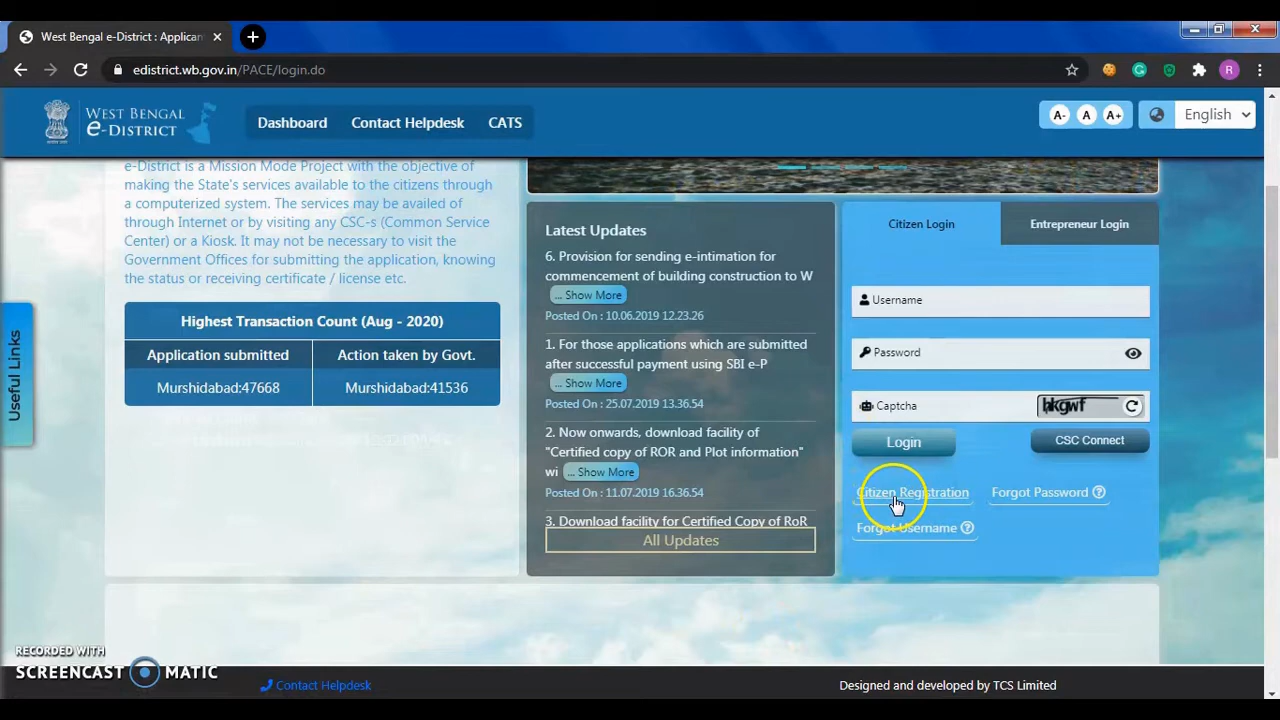 West Bengal e-District : Applican
edistrict.wb.gov.in/PACE/login.do
R
WEST BENGAL
e-DISTRICT
Dashboard
Contact Helpdesk
CATS
A-
A
A+
English
e-District is a Mission Mode Project with the objective of
making the State's services available to the citizens through
a computerized system. The services may be availed of
through Internet or by visiting any CSC-s (Common Service
Center) or a Kiosk. It may not be necessary to visit the
Government Offices for submitting the application, knowing
the status or receiving certificate / license etc.
Highest Transaction Count (Aug - 2020)
Application submitted
Action taken by Govt.
Murshidabad:47668
Murshidabad:41536
Useful Links
Latest Updates
6. Provision for sending e-intimation for
commencement of building construction to W
... Show More
Posted On : 10.06.2019 12.23.26
1. For those applications which are submitted
after successful payment using SBI e-P
... Show More
Posted On : 25.07.2019 13.36.54
2. Now onwards, download facility of
"Certified copy of ROR and Plot information"
wi ... Show More
Posted On : 11.07.2019 16.36.54
3. Download facility for Certified Copy of RoR
All Updates
Citizen Login
Entrepreneur Login
Username
Password
Captcha
hkgwf
Login
CSC Connect
Citizen Registration
Forgot Password
Forgot Username
RECORDED WITH
SCREENCAST MATIC
Contact Helpdesk
Designed and developed by TCS Limited